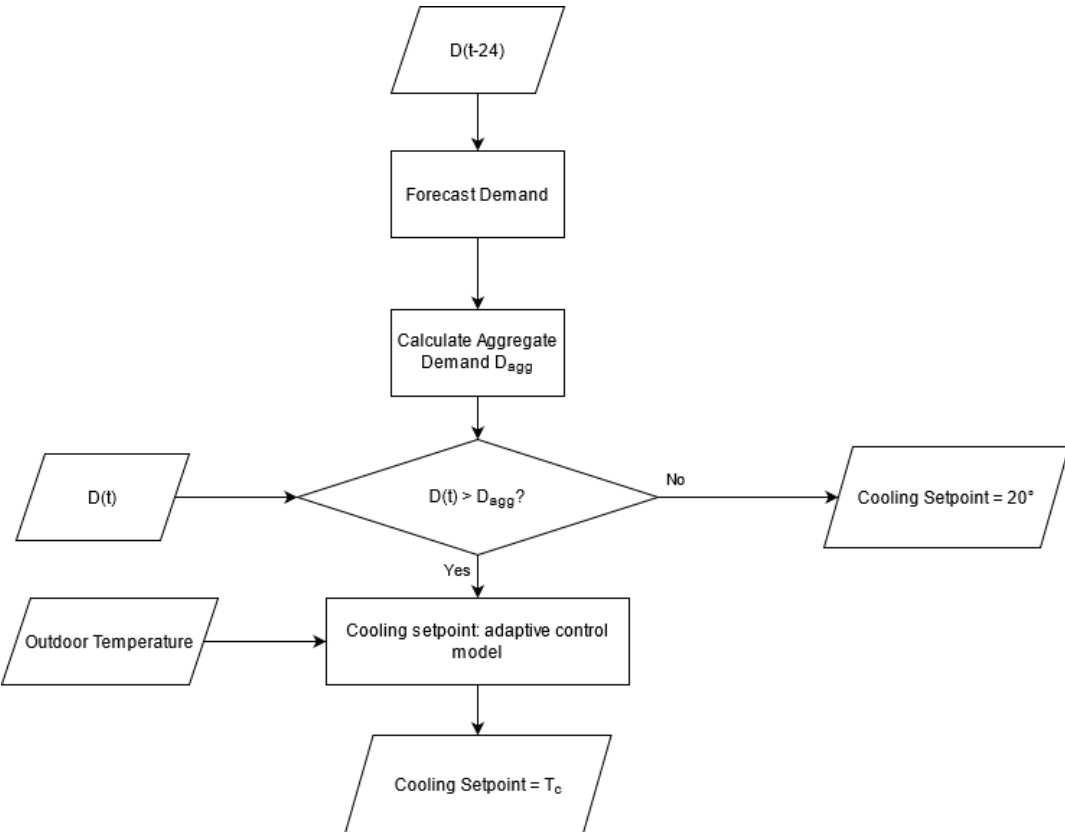 D(t-24)
Forecast Demand
Calculate Aggregate
Demand Dagg
D(t)
D(t) > Dagg?
No
Cooling Setpoint = 20°
Yes
Outdoor Temperature
Cooling setpoint: adaptive control
model
Cooling Setpoint = Tc